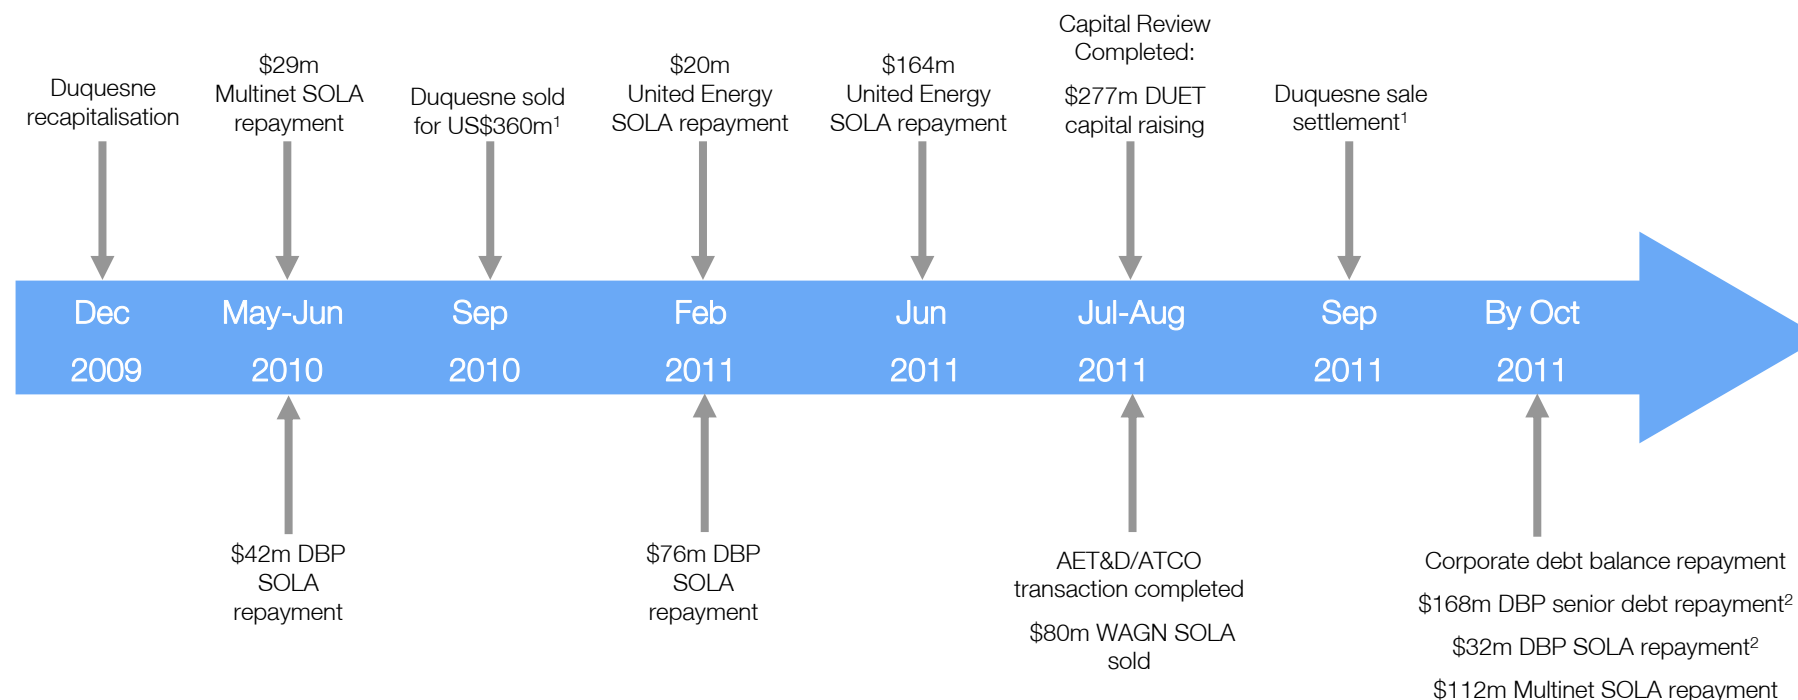 Duquesne
recapitalisation
$29m
Multinet SOLA
repayment
Duquesne sold
for US$360m¹
$20m
United Energy
SOLA repayment
$164m
United Energy
SOLA repayment
Capital Review
Completed:
$277m DUET
capital raising
Duquesne sale
settlement¹
Dec
2009
May-Jun
2010
Sep
2010
Feb
2011
Jun
2011
Jul-Aug
2011
Sep
2011
By Oct
2011
$42m DBP
SOLA
repayment
$76m DBP
SOLA
repayment
AET&D/ATCO
transaction completed
$80m WAGN SOLA
sold
Corporate debt balance repayment
$168m DBP senior debt repayment²
$32m DBP SOLA repayment²
$112m Multinet SOLA repayment